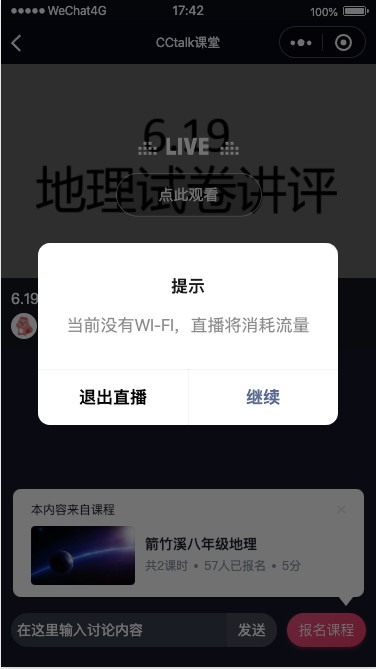 WeChat4G 17:42 100%
CCtalk课堂
6.19
LIVE
地理试卷讲评
点此观看
提示
当前没有WI-FI，直播将消耗流量
退出直播 继续
6.19
本内容来自课程
箭竹溪八年级地理
共2课时 • 57人已报名 • 5分
在这里输入讨论内容 发送 报名课程